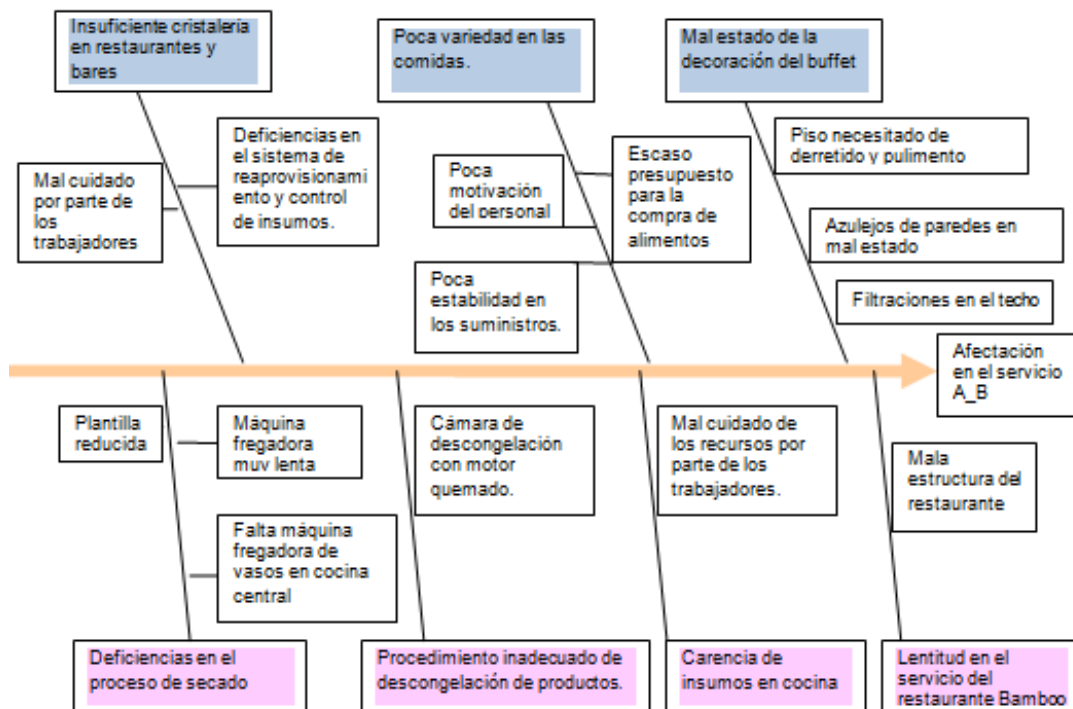 Insuficiente cristalería
en restaurantes y
bares
Poca variedad en las
comidas.
Mal estado de la
decoración del buffet
Deficiencias en
el sistema de
reaprovisionami
ento y control
de insumos.
Mal cuidado
por parte de
los
trabajadores
Poca
motivación
del personal
Escaso
presupuesto
para la
compra de
alimentos
Poca
estabilidad en
los suministros.
Piso necesitado de
derretido y pulimento
Azulejos de paredes en
mal estado
Filtraciones en el techo
Afectación
en el servicio
A_B
Plantilla
reducida
Máquina
fregadora
muy lenta
Falta máquina
fregadora de
vasos en cocina
central
Cámara de
descongelación
con motor
quemado.
Mal cuidado de
los recursos por
parte de los
trabajadores.
Mala
estructura del
restaurante
Deficiencias en el
proceso de secado
Procedimiento inadecuado de
descongelación de productos.
Carencia de
insumos en cocina
Lentitud en el
servicio del
restaurante Bamboo